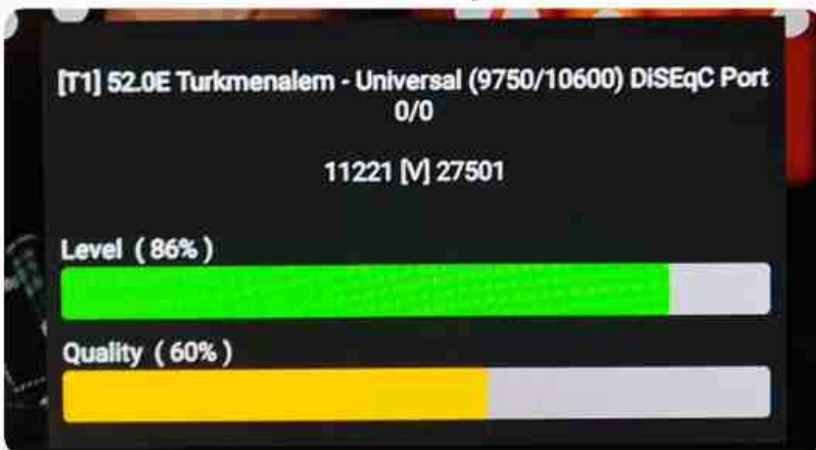 [T1] 52.0E Turkmenalem - Universal (9750/10600) DiSEqC Port
0/0
11221 [V] 27501
Level ( 86% )
Quality ( 60% )